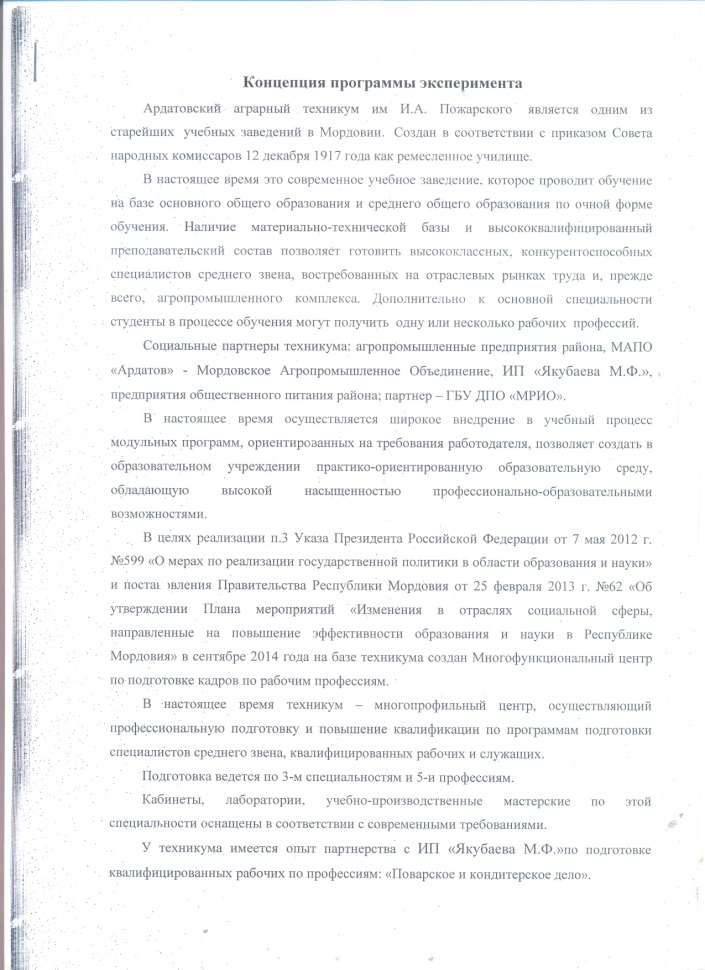 Концепция программы эксперимента
Ардатовский аграрный техникум им И.А. Пожарского является одним из
старейших учебных заведений в Мордовии. Создан в соответствии с приказом Совета
народных комиссаров 12 декабря 1917 года как ремесленное училище.
В настоящее время это современное учебное заведение, которое проводит обучение
на базе основного общего образования и среднего общего образования по очной форме
обучения. Наличие материально-технической базы и высококвалифицированный
преподавательский состав позволяет готовить высококлассных, конкурентоспособных
специалистов среднего звена, востребованных на отраслевых рынках труда и, прежде
всего, агропромышленного комплекса. Дополнительно к основной специальности
студенты в процессе обучения могут получить одну или несколько рабочих профессий.
Социальные партнеры техникума: агропромышленные предприятия района, МАПО
«Ардатов» - Мордовское Агропромышленное Объединение, ИП «Якубаева М.Ф.»,
предприятия общественного питания района; партнер – ГБУ ДПО «МРИО».
В настоящее время осуществляется широкое внедрение в учебный процесс
модульных программ, ориентированных на требования работодателя, позволяет создать в
образовательном учреждении практико-ориентированную образовательную среду,
обладающую высокой насыщенностью профессионально-образовательными
возможностями.
В целях реализации п.3 Указа Президента Российской Федерации от 7 мая 2012 г.
№599 «О мерах по реализации государственной политики в области образования и науки»
и постановления Правительства Республики Мордовия от 25 февраля 2013 г. №62 «Об
утверждении Плана мероприятий «Изменения в отраслях социальной сферы,
направленные на повышение эффективности образования и науки в Республике
Мордовия» в сентябре 2014 года на базе техникума создан Многофункциональный центр
по подготовке кадров по рабочим профессиям.
В настоящее время техникум – многопрофильный центр, осуществляющий
профессиональную подготовку и повышение квалификации по программам подготовки
специалистов среднего звена, квалифицированных рабочих и служащих.
Подготовка ведется по 3-м специальностям и 5-и профессиям.
Кабинеты, лаборатории, учебно-производственные мастерские по этой
специальности оснащены в соответствии с современными требованиями.
У техникума имеется опыт партнерства с ИП «Якубаева М.Ф.»по подготовке
квалифицированных рабочих по профессиям: «Поварское и кондитерское дело».